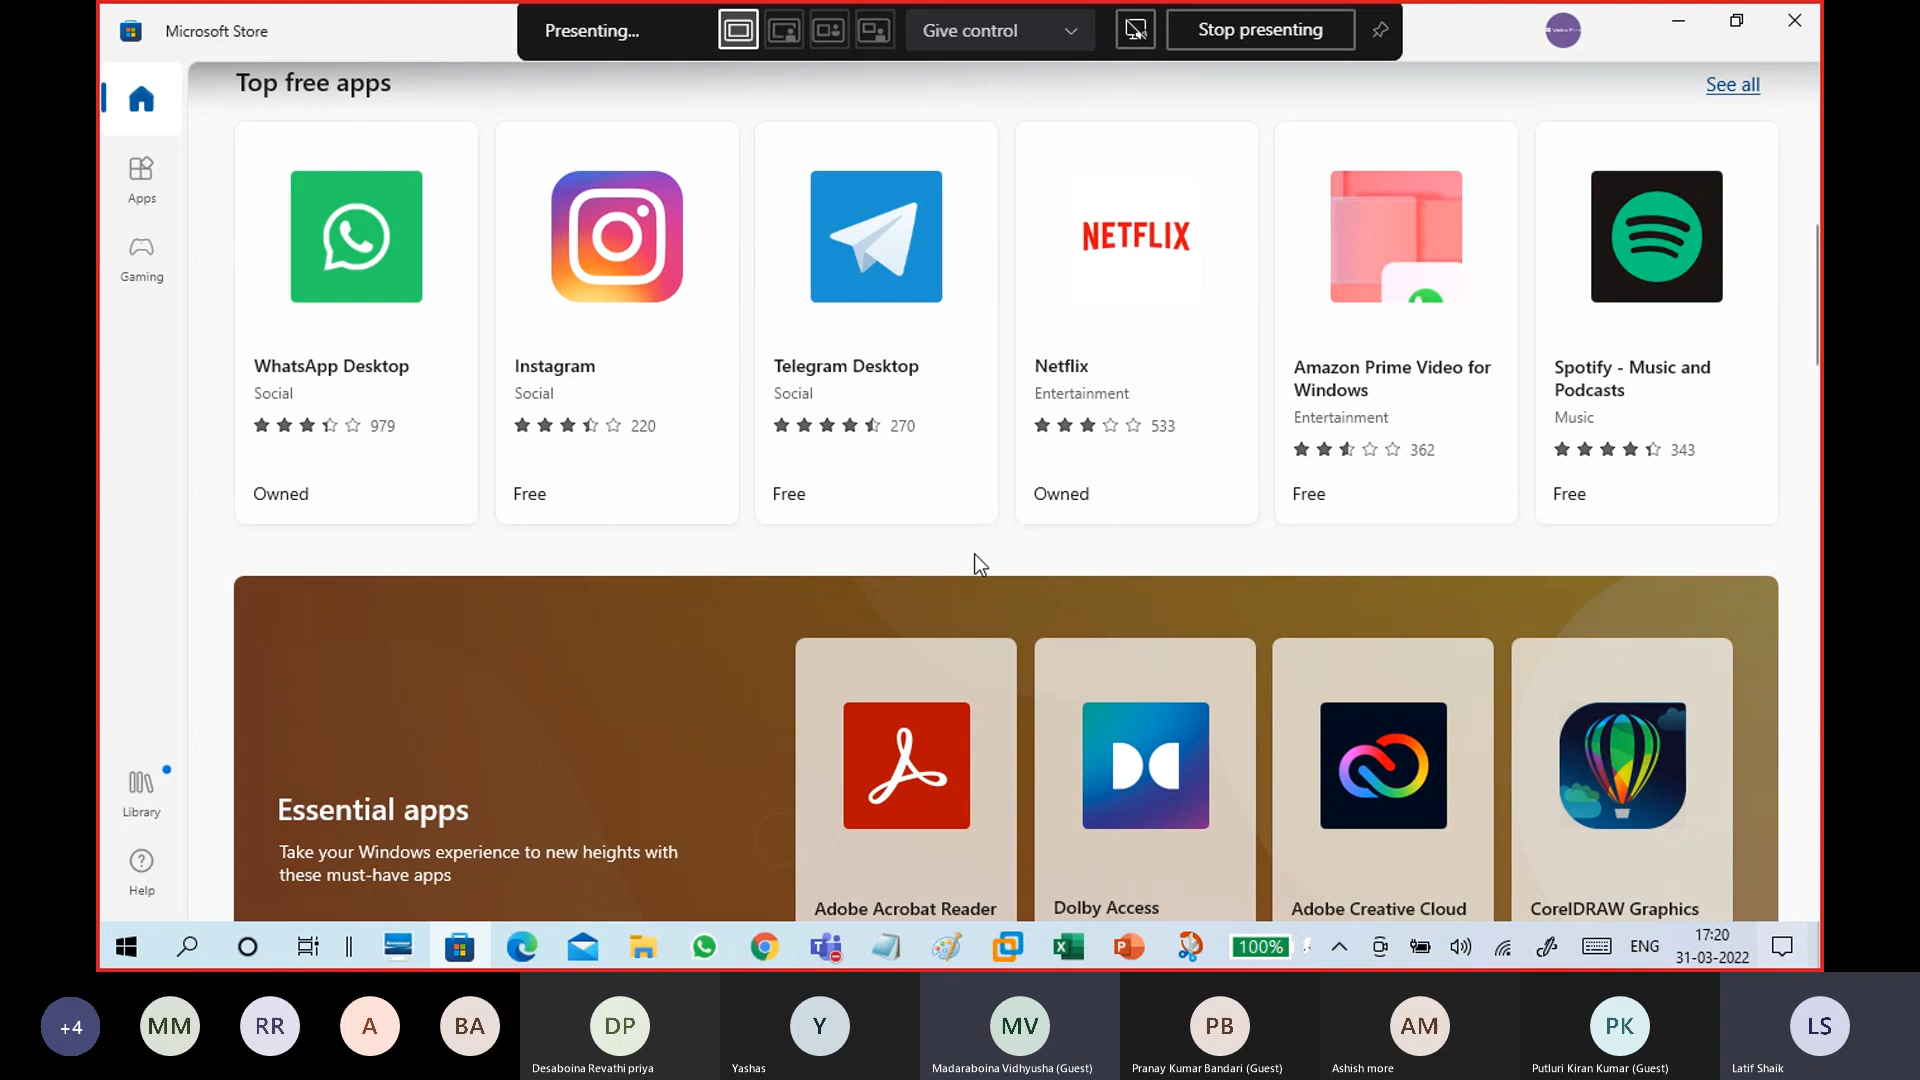 Microsoft Store
Presenting...
Give control
Stop presenting
Top free apps
See all
Apps
Gaming
Library
Help
NETFLIX
WhatsApp Desktop
Social
979
Owned
Instagram
Social
220
Free
Telegram Desktop
Social
270
Free
Netflix
Entertainment
533
Owned
Amazon Prime Video for
Windows
Entertainment
362
Free
Spotify - Music and
Podcasts
Music
343
Free
Essential apps
Take your Windows experience to new heights with
these must-have apps
Adobe Acrobat Reader
Dolby Access
Adobe Creative Cloud
CorelDRAW Graphics
100%
ENG
17:20
31-03-2022
+4
MM
RR
A
BA
DP
Desaboina Revathi priya
Y
Yashas
MV
Madaraboina Vidhyusha (Guest)
PB
Pranay Kumar Bandari (Guest)
AM
Ashish more
PK
Putluri Kiran Kumar (Guest)
LS
Latif Shaik